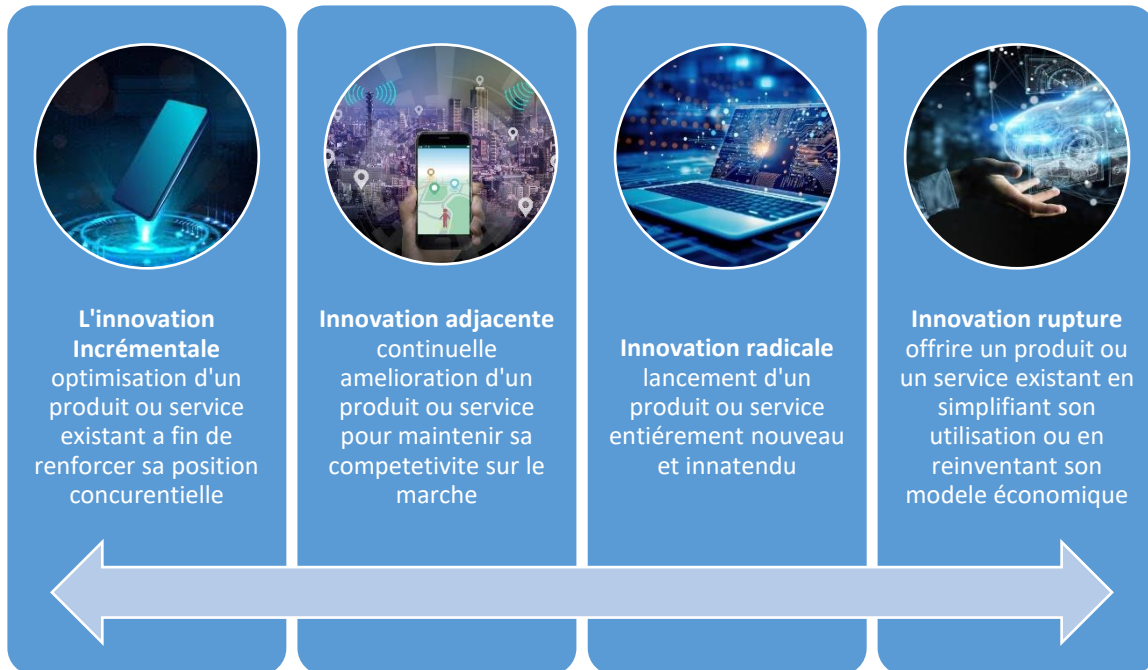 L'innovation
Incrémentale
optimisation d'un
produit ou service
existant a fin de
renforcer sa position
concurentielle
Innovation adjacente
continuelle
amelioration d'un
produit ou service
pour maintenir sa
competetivite sur le
marche
Innovation radicale
lancement d'un
produit ou service
entiérement nouveau
et innatendu
Innovation rupture
offrire un produit ou
un service existant en
simplifiant son
utilisation ou en
reinventant son
modele économique